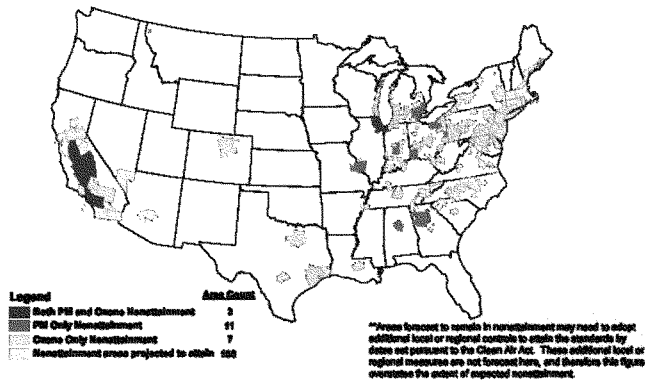 Legend Area Count
Both PM and Ozone Nonattainment 3
PM Only Nonattainment 11
Ozone Only Nonattainment 7
Nonattainment areas projected to attain
**Areas forecast to remain in nonattainment may need to adopt
additional local or regional controls to attain the standards by
dates set pursuant to the Clean Air Act. These additional local or
regional measures are not forecast here, and therefore this figure
overstates the extent of expected nonattainment.